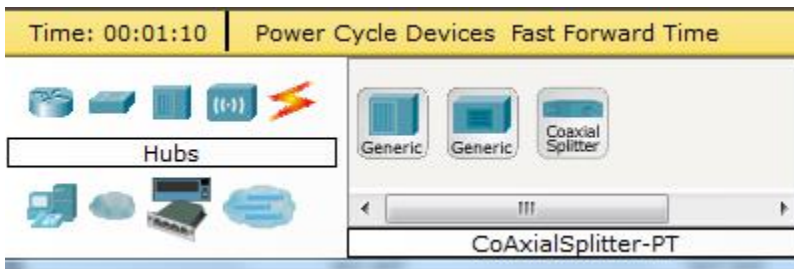 Time: 00:01:10 Power Cycle Devices Fast Forward Time
Hubs
Generic Generic Coaxial Splitter
CoAxialSplitter-PT